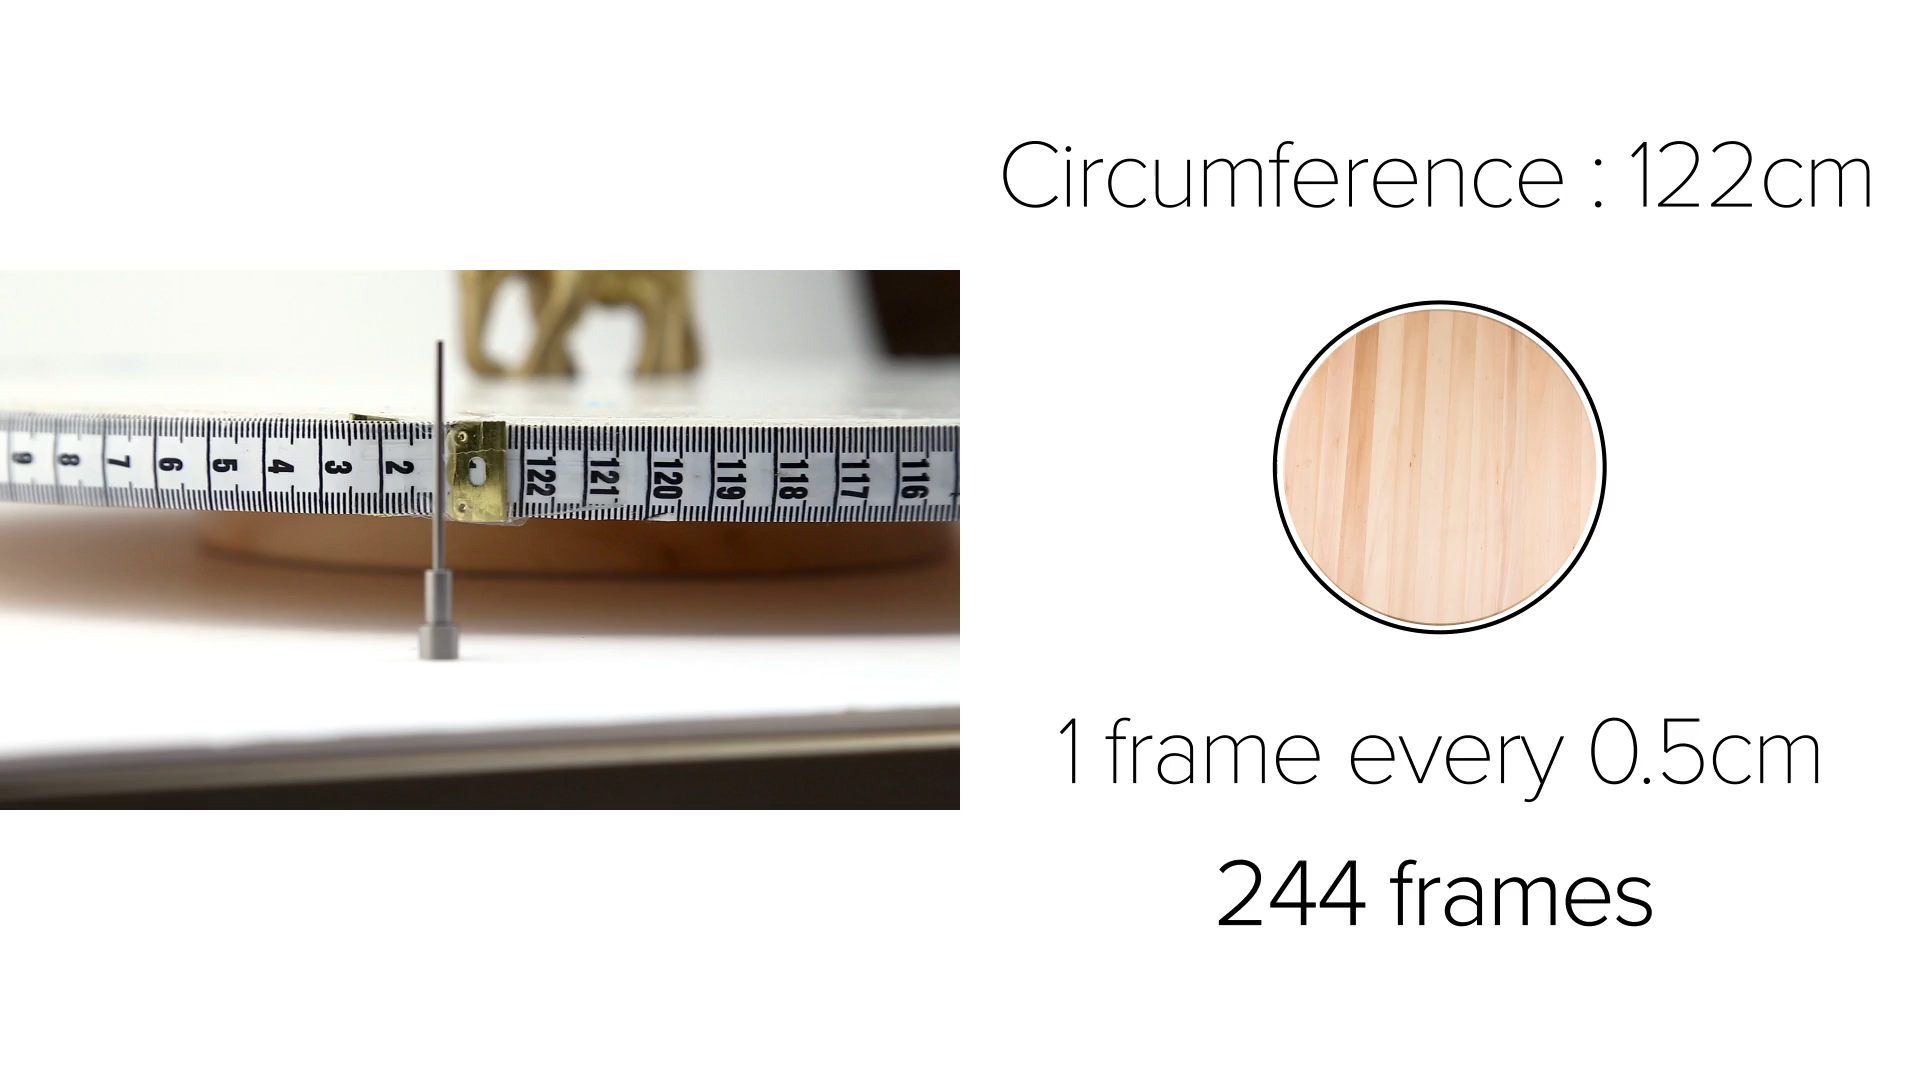 Circumference : 122cm
9 8 7 6 5 4 3 2 122 121 120 119 118 117 116
1 frame every 0.5cm
244 frames